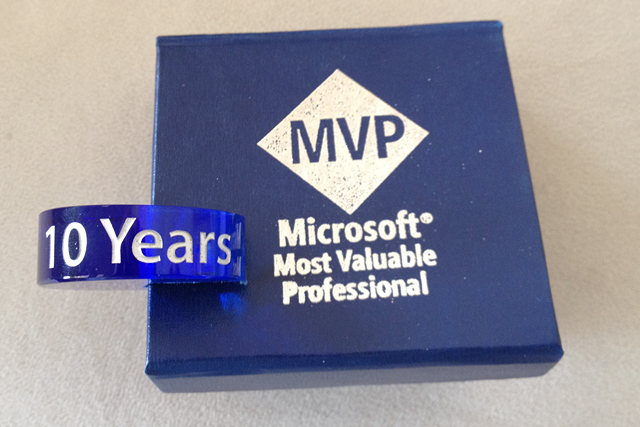 MVP
Microsoft®
Most Valuable
Professional
10 Years